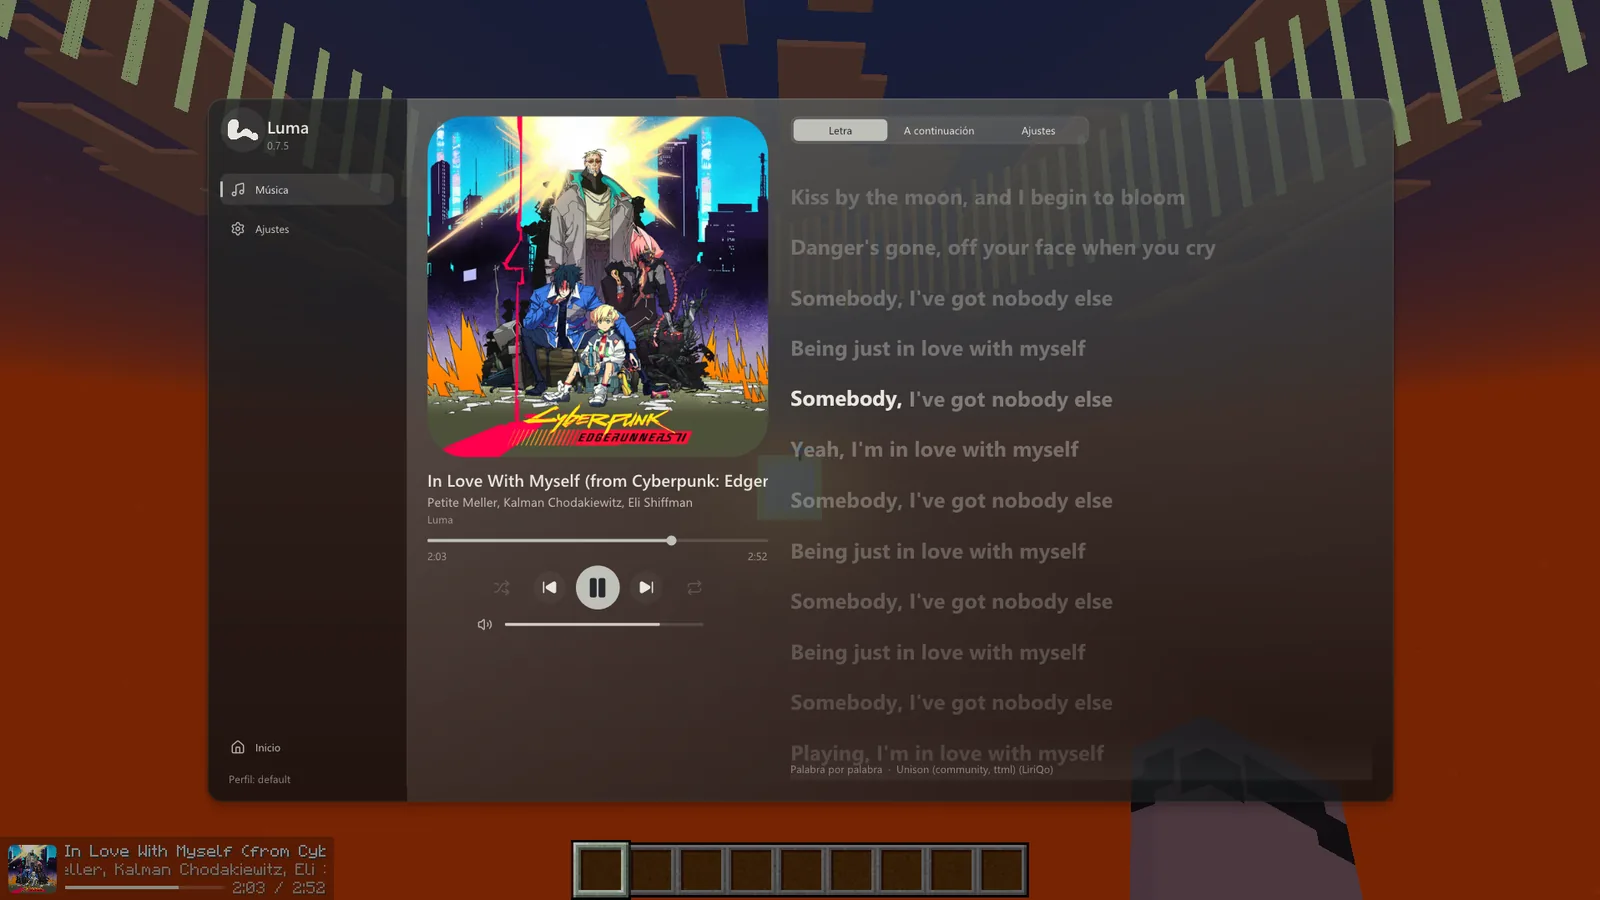 Luma
0.7.5
Música
Ajustes
Inicio
Perfil: default
CYBERPUNK
EDGERUNNERS
In Love With Myself (from Cyberpunk: Edger
Petite Meller, Kalman Chodakiewitz, Eli Shiffman
Luma
2:03
2:52
Letra
A continuación
Ajustes
Kiss by the moon, and I begin to bloom
Danger's gone, off your face when you cry
Somebody, I've got nobody else
Being just in love with myself
Somebody, I've got nobody else
Yeah, I'm in love with myself
Somebody, I've got nobody else
Being just in love with myself
Somebody, I've got nobody else
Being just in love with myself
Somebody, I've got nobody else
Playing, I'm in love with myself
Palabra por palabra - Unison (community, ttml) (LiriQo)
In Love With Myself (from Cyb
eller, Kalman Chodakiewitz, Eli
2:03 / 2:52